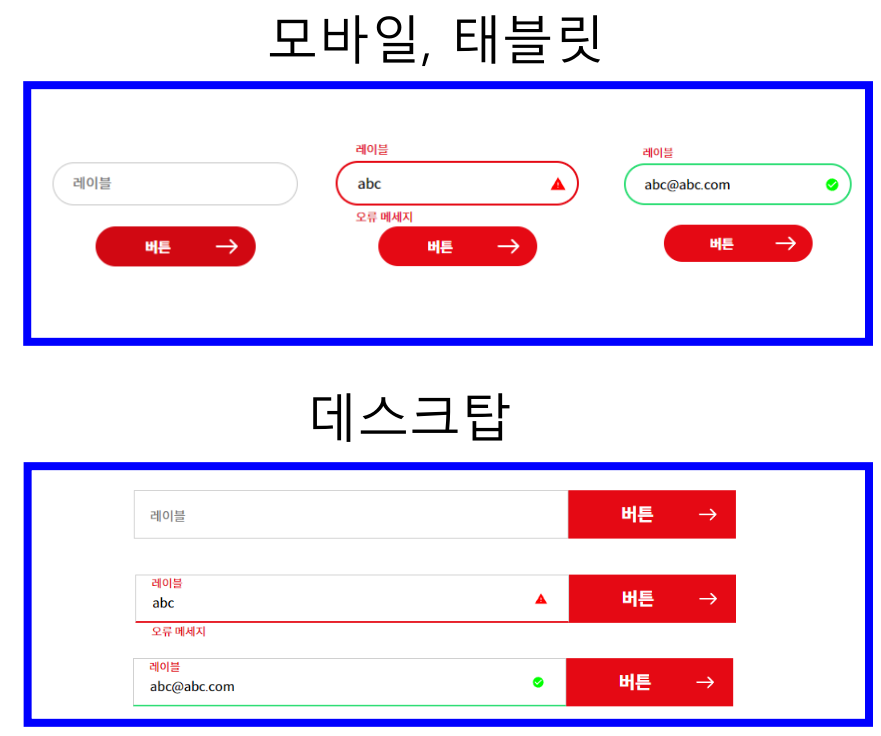 모바일, 태블릿
레이블
버튼
레이블
abc
오류 메세지
버튼
레이블
abc@abc.com
버튼
데스크탑
레이블
버튼
레이블
abc
오류 메세지
버튼
레이블
abc@abc.com
버튼